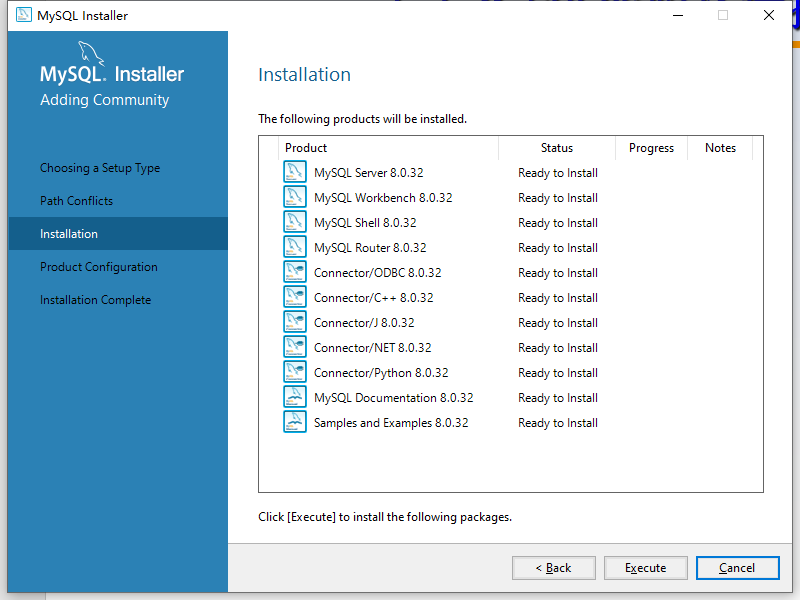 MySQL Installer
MySQL. Installer
Adding Community
Choosing a Setup Type
Path Conflicts
Installation
Product Configuration
Installation Complete
Installation
The following products will be installed.
Product Status Progress Notes
MySQL Server 8.0.32 Ready to Install
MySQL Workbench 8.0.32 Ready to Install
MySQL Shell 8.0.32 Ready to Install
MySQL Router 8.0.32 Ready to Install
Connector/ODBC 8.0.32 Ready to Install
Connector/C++ 8.0.32 Ready to Install
Connector/J 8.0.32 Ready to Install
Connector/NET 8.0.32 Ready to Install
Connector/Python 8.0.32 Ready to Install
MySQL Documentation 8.0.32 Ready to Install
Samples and Examples 8.0.32 Ready to Install
Click [Execute] to install the following packages.
< Back Execute Cancel